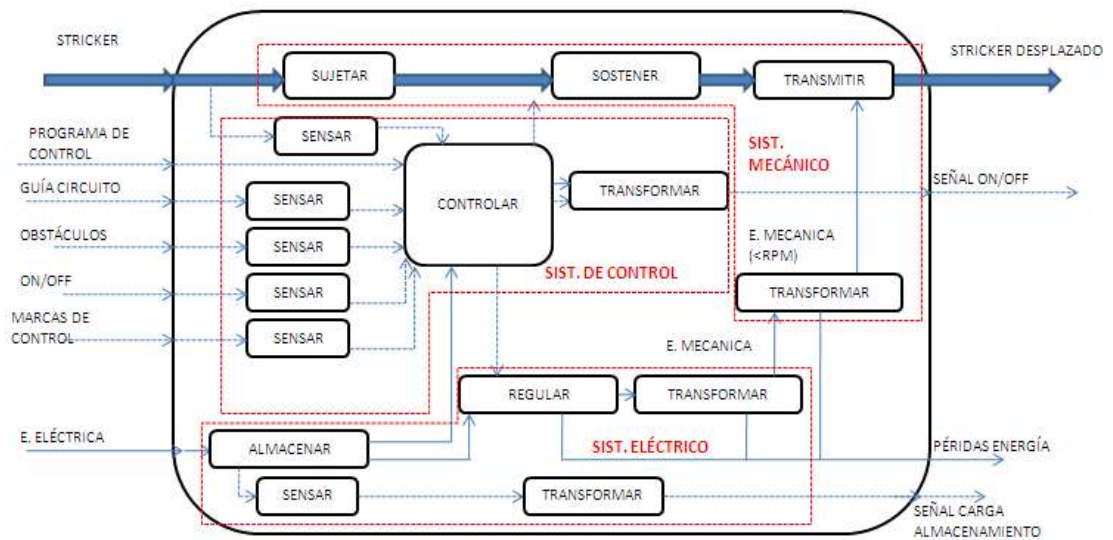 STRICKER
STRICKER DESPLAZADO
SUJETAR
SOSTENER
TRANSMITIR
PROGRAMA DE
CONTROL
SENSAR
SIST.
MECÁNICO
GUÍA CIRCUITO
SENSAR
CONTROLAR
TRANSFORMAR
SEÑAL ON/OFF
OBSTÁCULOS
SENSAR
E. MECANICA
(<RPM)
ON/OFF
SENSAR
SIST. DE CONTROL
TRANSFORMAR
MARCAS DE
CONTROL
SENSAR
E. MECANICA
REGULAR
TRANSFORMAR
E. ELÉCTRICA
ALMACENAR
SIST. ELÉCTRICO
PÉRIDAS ENERGÍA
SENSAR
TRANSFORMAR
SEÑAL CARGA
ALMACENAMIENTO